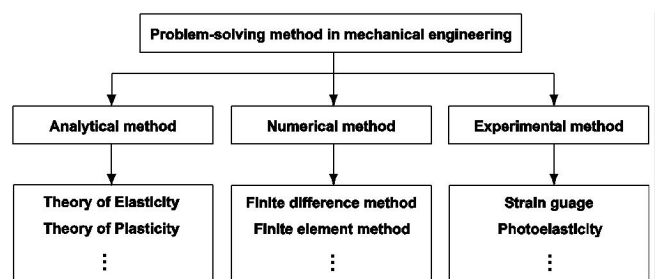 Problem-solving method in mechanical engineering
Analytical method
Numerical method
Experimental method
Theory of Elasticity
Theory of Plasticity
⋮
Finite difference method
Finite element method
⋮
Strain guage
Photoelasticity
⋮